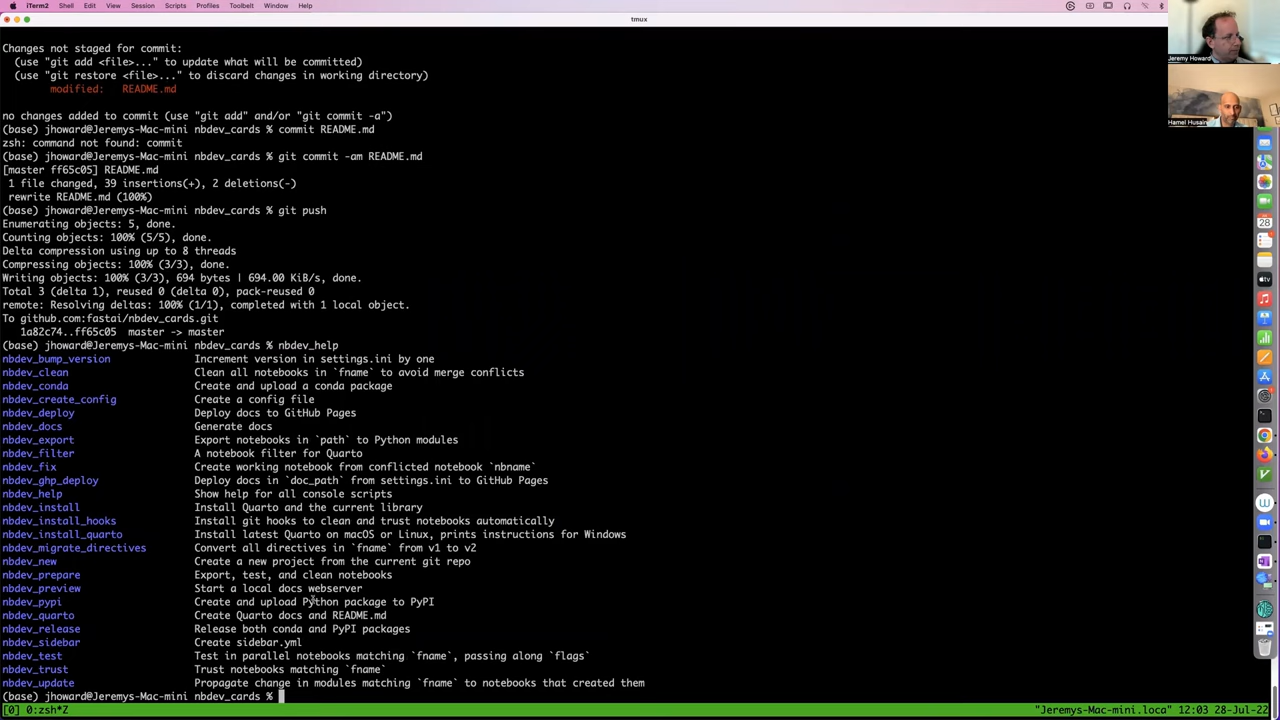 iTerm2 Shell Edit View Session Scripts Profiles Toolbelt Window Help
tmux
Changes not staged for commit:
(use "git add <file>..." to update what will be committed)
(use "git restore <file>..." to discard changes in working directory)
modified: README.md
no changes added to commit (use "git add" and/or "git commit -a")
(base) jhoward@Jeremys-Mac-mini nbdev_cards % commit README.md
zsh: command not found: commit
(base) jhoward@Jeremys-Mac-mini nbdev_cards % git commit -am README.md
[master ff65c05] README.md
1 file changed, 39 insertions(+), 2 deletions(-)
rewrite README.md (100%)
(base) jhoward@Jeremys-Mac-mini nbdev_cards % git push
Enumerating objects: 5, done.
Counting objects: 100% (5/5), done.
Delta compression using up to 8 threads
Compressing objects: 100% (3/3), done.
Writing objects: 100% (3/3), 694 bytes | 694.00 KiB/s, done.
Total 3 (delta 1), reused 0 (delta 0), pack-reused 0
remote: Resolving deltas: 100% (1/1), completed with 1 local object.
To github.com:fastai/nbdev_cards.git
1a82c74..ff65c05 master -> master
(base) jhoward@Jeremys-Mac-mini nbdev_cards % nbdev_help
nbdev_bump_version Increment version in settings.ini by one
nbdev_clean Clean all notebooks in `fname` to avoid merge conflicts
nbdev_conda Create and upload a conda package
nbdev_create_config Create a config file
nbdev_deploy Deploy docs to GitHub Pages
nbdev_docs Generate docs
nbdev_export Export notebooks in `path` to Python modules
nbdev_filter A notebook filter for Quarto
nbdev_fix Create working notebook from conflicted notebook `nbname`
nbdev_ghp_deploy Deploy docs in `doc_path` from settings.ini to GitHub Pages
nbdev_help Show help for all console scripts
nbdev_install Install Quarto and the current library
nbdev_install_hooks Install git hooks to clean and trust notebooks automatically
nbdev_install_quarto Install latest Quarto on macOS or Linux, prints instructions for Windows
nbdev_migrate_directives Convert all directives in `fname` from v1 to v2
nbdev_new Create a new project from the current git repo
nbdev_prepare Export, test, and clean notebooks
nbdev_preview Start a local docs webserver
nbdev_pypi Create and upload Python package to PyPI
nbdev_quarto Create Quarto docs and README.md
nbdev_release Release both conda and PyPI packages
nbdev_sidebar Create sidebar.yml
nbdev_test Test in parallel notebooks matching `fname`, passing along `flags`
nbdev_trust Trust notebooks matching `fname`
nbdev_update Propagate change in modules matching `fname` to notebooks that created them
(base) jhoward@Jeremys-Mac-mini nbdev_cards %
[0] 0:zsh*Z "Jeremys-Mac-mini.loca" 12:03 28-Jul-22
Jeremy Howard
Hamel Husain
28